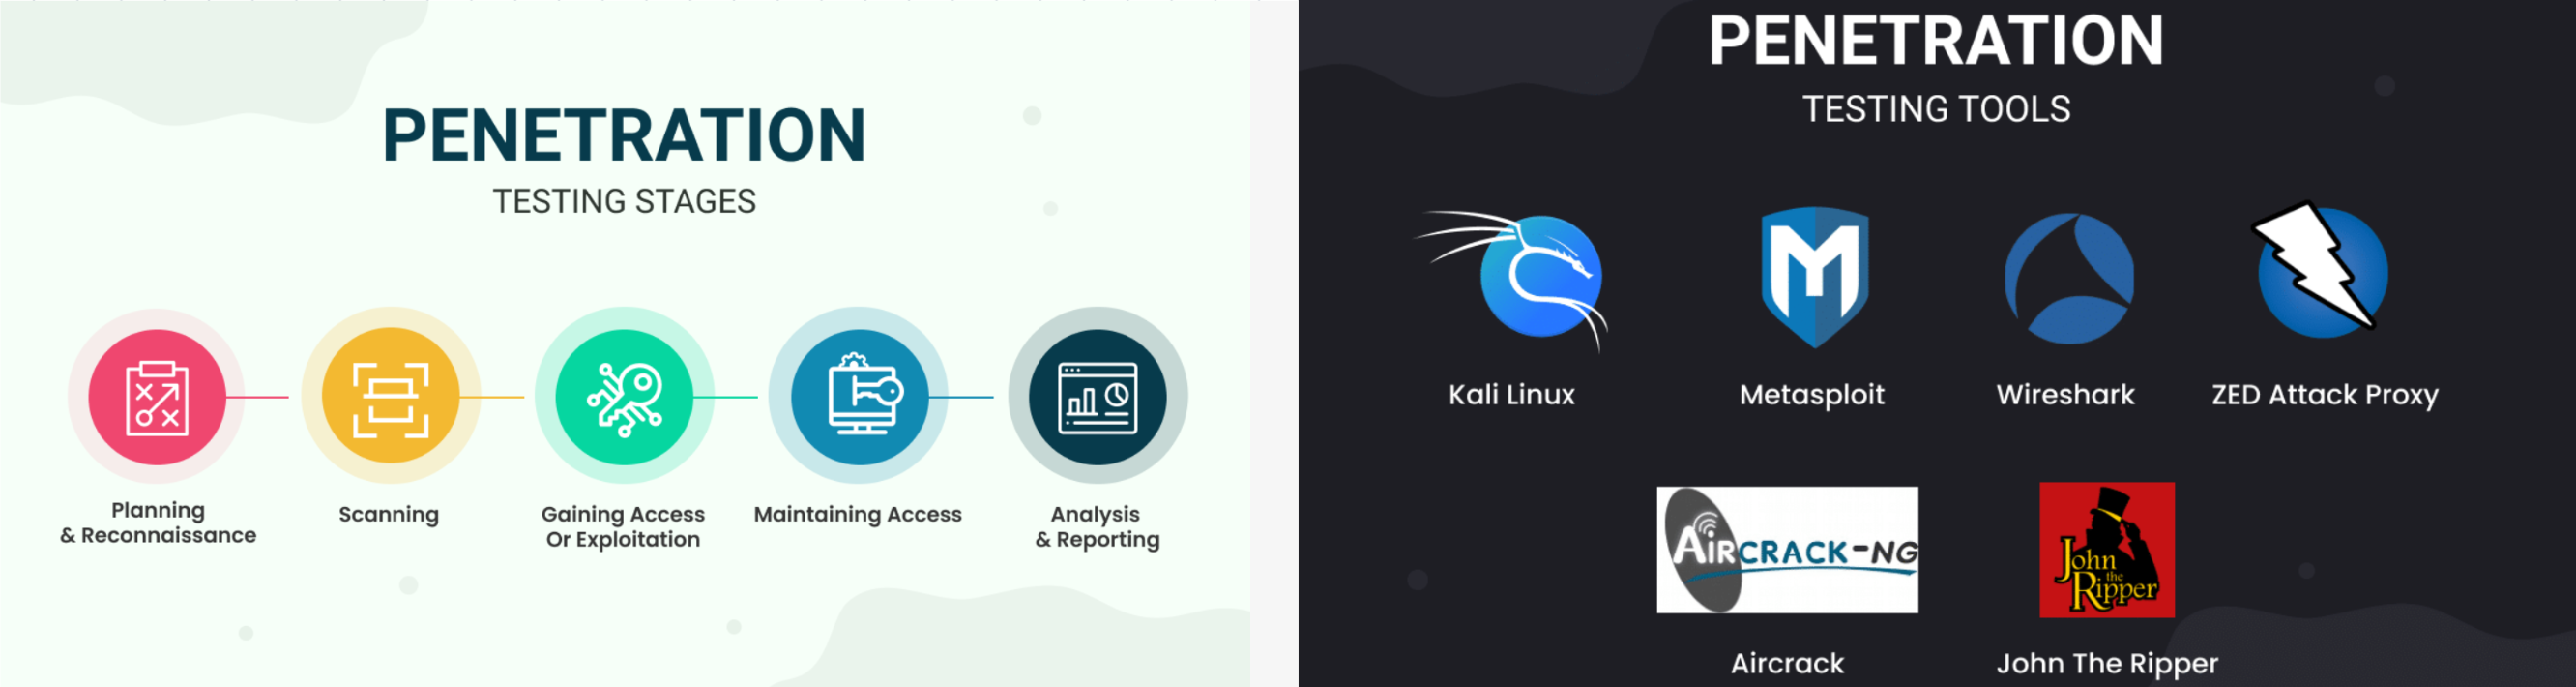 PENETRATION
TESTING STAGES
Planning
& Reconnaissance
Scanning
Gaining Access
Or Exploitation
Maintaining Access
Analysis
& Reporting
PENETRATION
TESTING TOOLS
Kali Linux
Metasploit
Wireshark
ZED Attack Proxy
AIRCRACK-NG
John
the
Ripper
Aircrack
John The Ripper